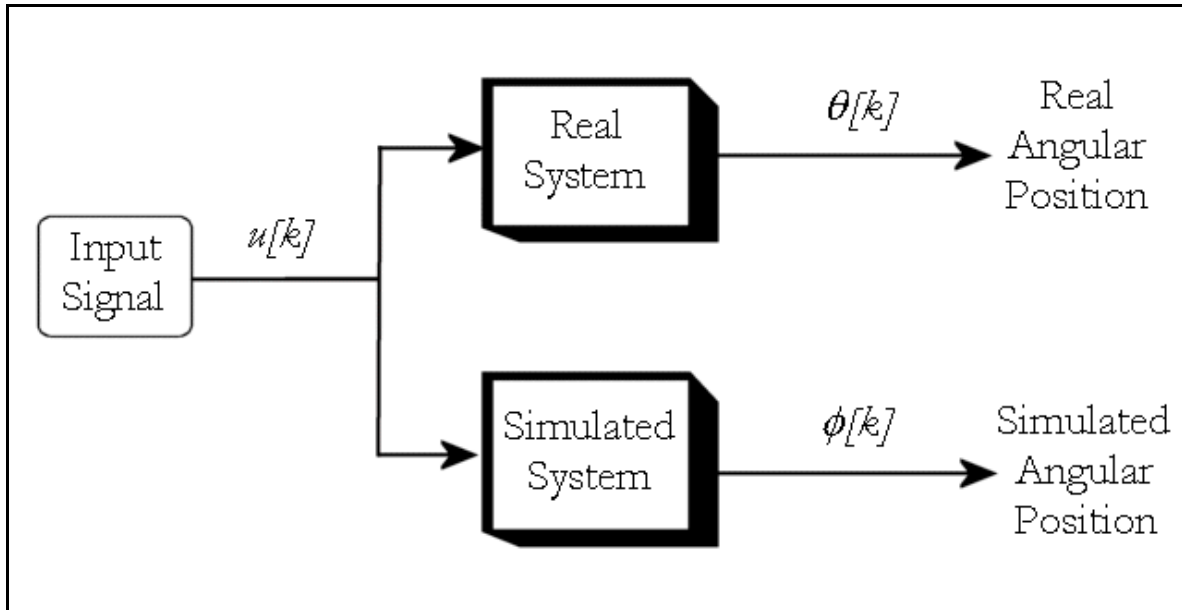 Input
Signal
u[k]
Real
System
θ[k]
Real
Angular
Position
Simulated
System
ϕ[k]
Simulated
Angular
Position